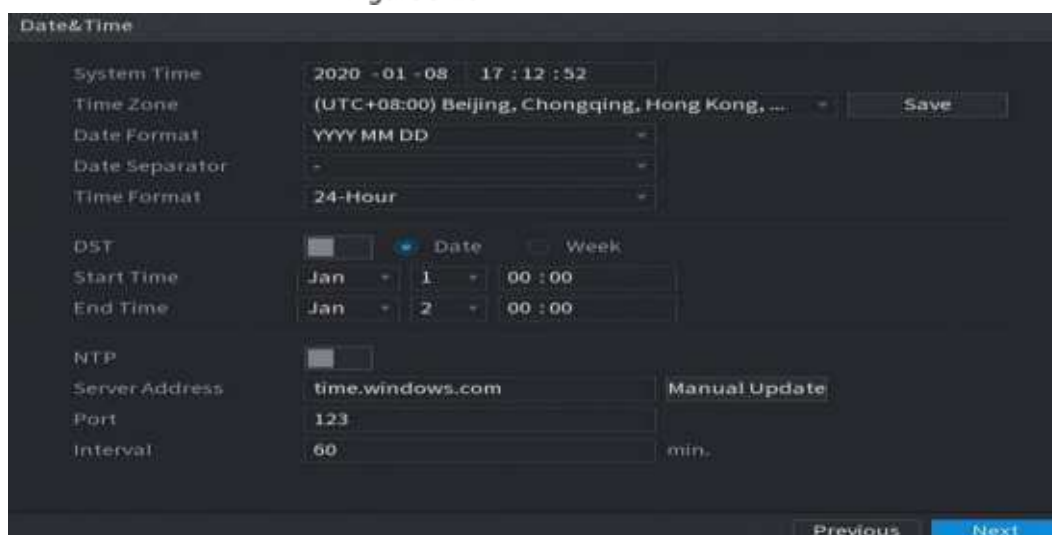 Date&Time
System Time 2020 -01 -08 17 : 12 : 52
Time Zone (UTC+08:00) Beijing, Chongqing, Hong Kong, ... Save
Date Format YYYY MM DD
Date Separator -
Time Format 24-Hour
DST Date Week
Start Time Jan 1 00 : 00
End Time Jan 2 00 : 00
NTP
Server Address time.windows.com Manual Update
Port 123
Interval 60 min.
Previous Next